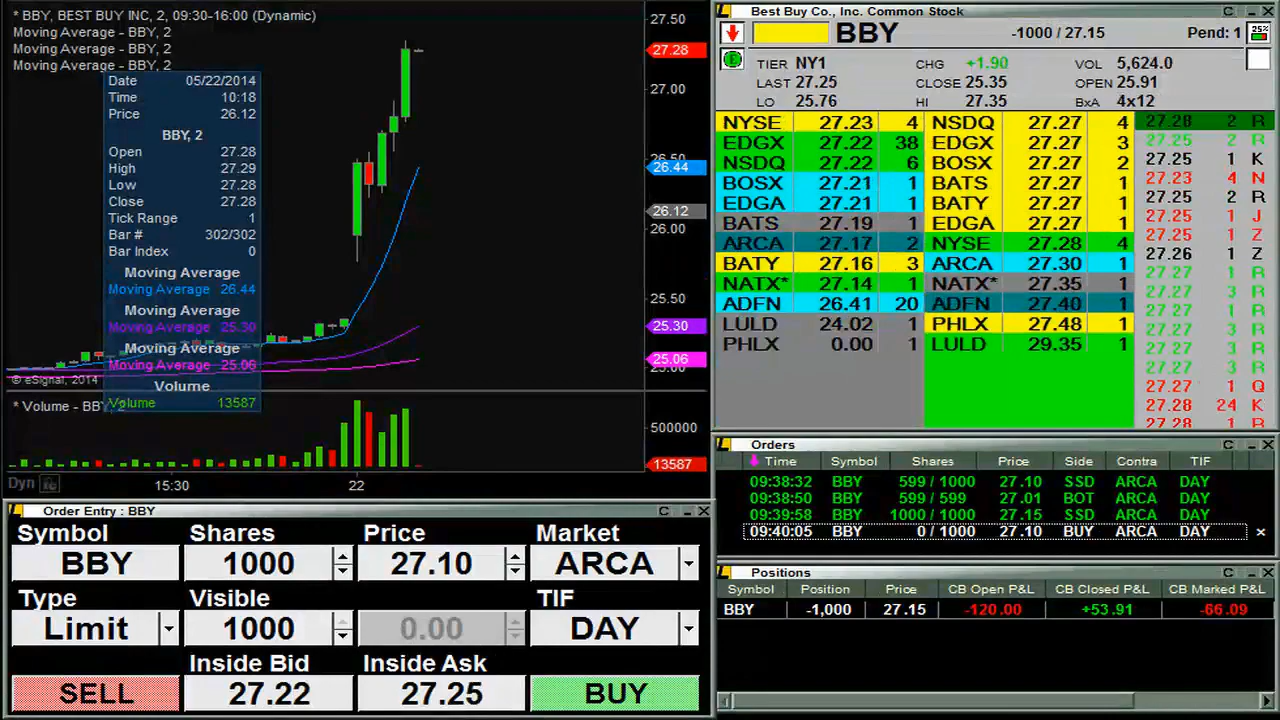 * BBY, BEST BUY INC, 2, 09:30-16:00 (Dynamic)
Moving Average - BBY, 2
Moving Average - BBY, 2
Moving Average - BBY, 2
Date 05/22/2014
Time 10:18
Price 26.12
BBY, 2
Open 27.28
High 27.29
Low 27.28
Close 27.28
Tick Range 1
Bar # 302/302
Bar Index 0
Moving Average
Moving Average 26.44
Moving Average
Moving Average 25.30
Moving Average
Moving Average 25.06
Volume
Volume 13587
© eSignal, 2014
* Volume - BBY, 2
27.50
27.28
27.00
26.50
26.44
26.12
26.00
25.50
25.30
25.06
25.00
500000
13587
Dyn 15:30 22
Best Buy Co., Inc. Common Stock C
BBY -1000 / 27.15 Pend: 1 25%
TIER NY1 CHG +1.90 VOL 5,624.0
LAST 27.25 CLOSE 25.35 OPEN 25.91
LO 25.76 HI 27.35 BxA 4x12
NYSE 27.23 4 NSDQ 27.27 4
EDGX 27.22 38 EDGX 27.27 3
NSDQ 27.22 6 BOSX 27.27 2
BOSX 27.21 1 BATS 27.27 1
EDGA 27.21 1 BATY 27.27 1
BATS 27.19 1 EDGA 27.27 1
ARCA 27.17 2 NYSE 27.28 4
BATY 27.16 3 ARCA 27.30 1
NATX* 27.14 1 NATX* 27.35 1
ADFN 26.41 20 ADFN 27.40 1
LULD 24.02 1 PHLX 27.48 1
PHLX 0.00 1 LULD 29.35 1
27.28 2 R
27.25 2 R
27.25 1 K
27.23 4 N
27.25 2 R
27.25 1 J
27.25 1 Z
27.26 1 Z
27.27 1 R
27.27 3 R
27.27 1 R
27.27 3 R
27.27 1 R
27.27 3 R
27.27 1 Q
27.28 24 K
27.28 1 R
Orders C
Time Symbol Shares Price Side Contra TIF
09:38:32 BBY 599 / 1000 27.10 SSD ARCA DAY
09:38:50 BBY 599 / 599 27.01 BOT ARCA DAY
09:39:58 BBY 1000 / 1000 27.15 SSD ARCA DAY
09:40:05 BBY 0 / 1000 27.10 BUY ARCA DAY
Positions C
Symbol Position Price CB Open P&L CB Closed P&L CB Marked P&L
BBY -1,000 27.15 -120.00 +53.91 -66.09
Order Entry : BBY C
Symbol Shares Price Market
BBY 1000 27.10 ARCA
Type Visible TIF
Limit 1000 0.00 DAY
Inside Bid Inside Ask
SELL 27.22 27.25 BUY